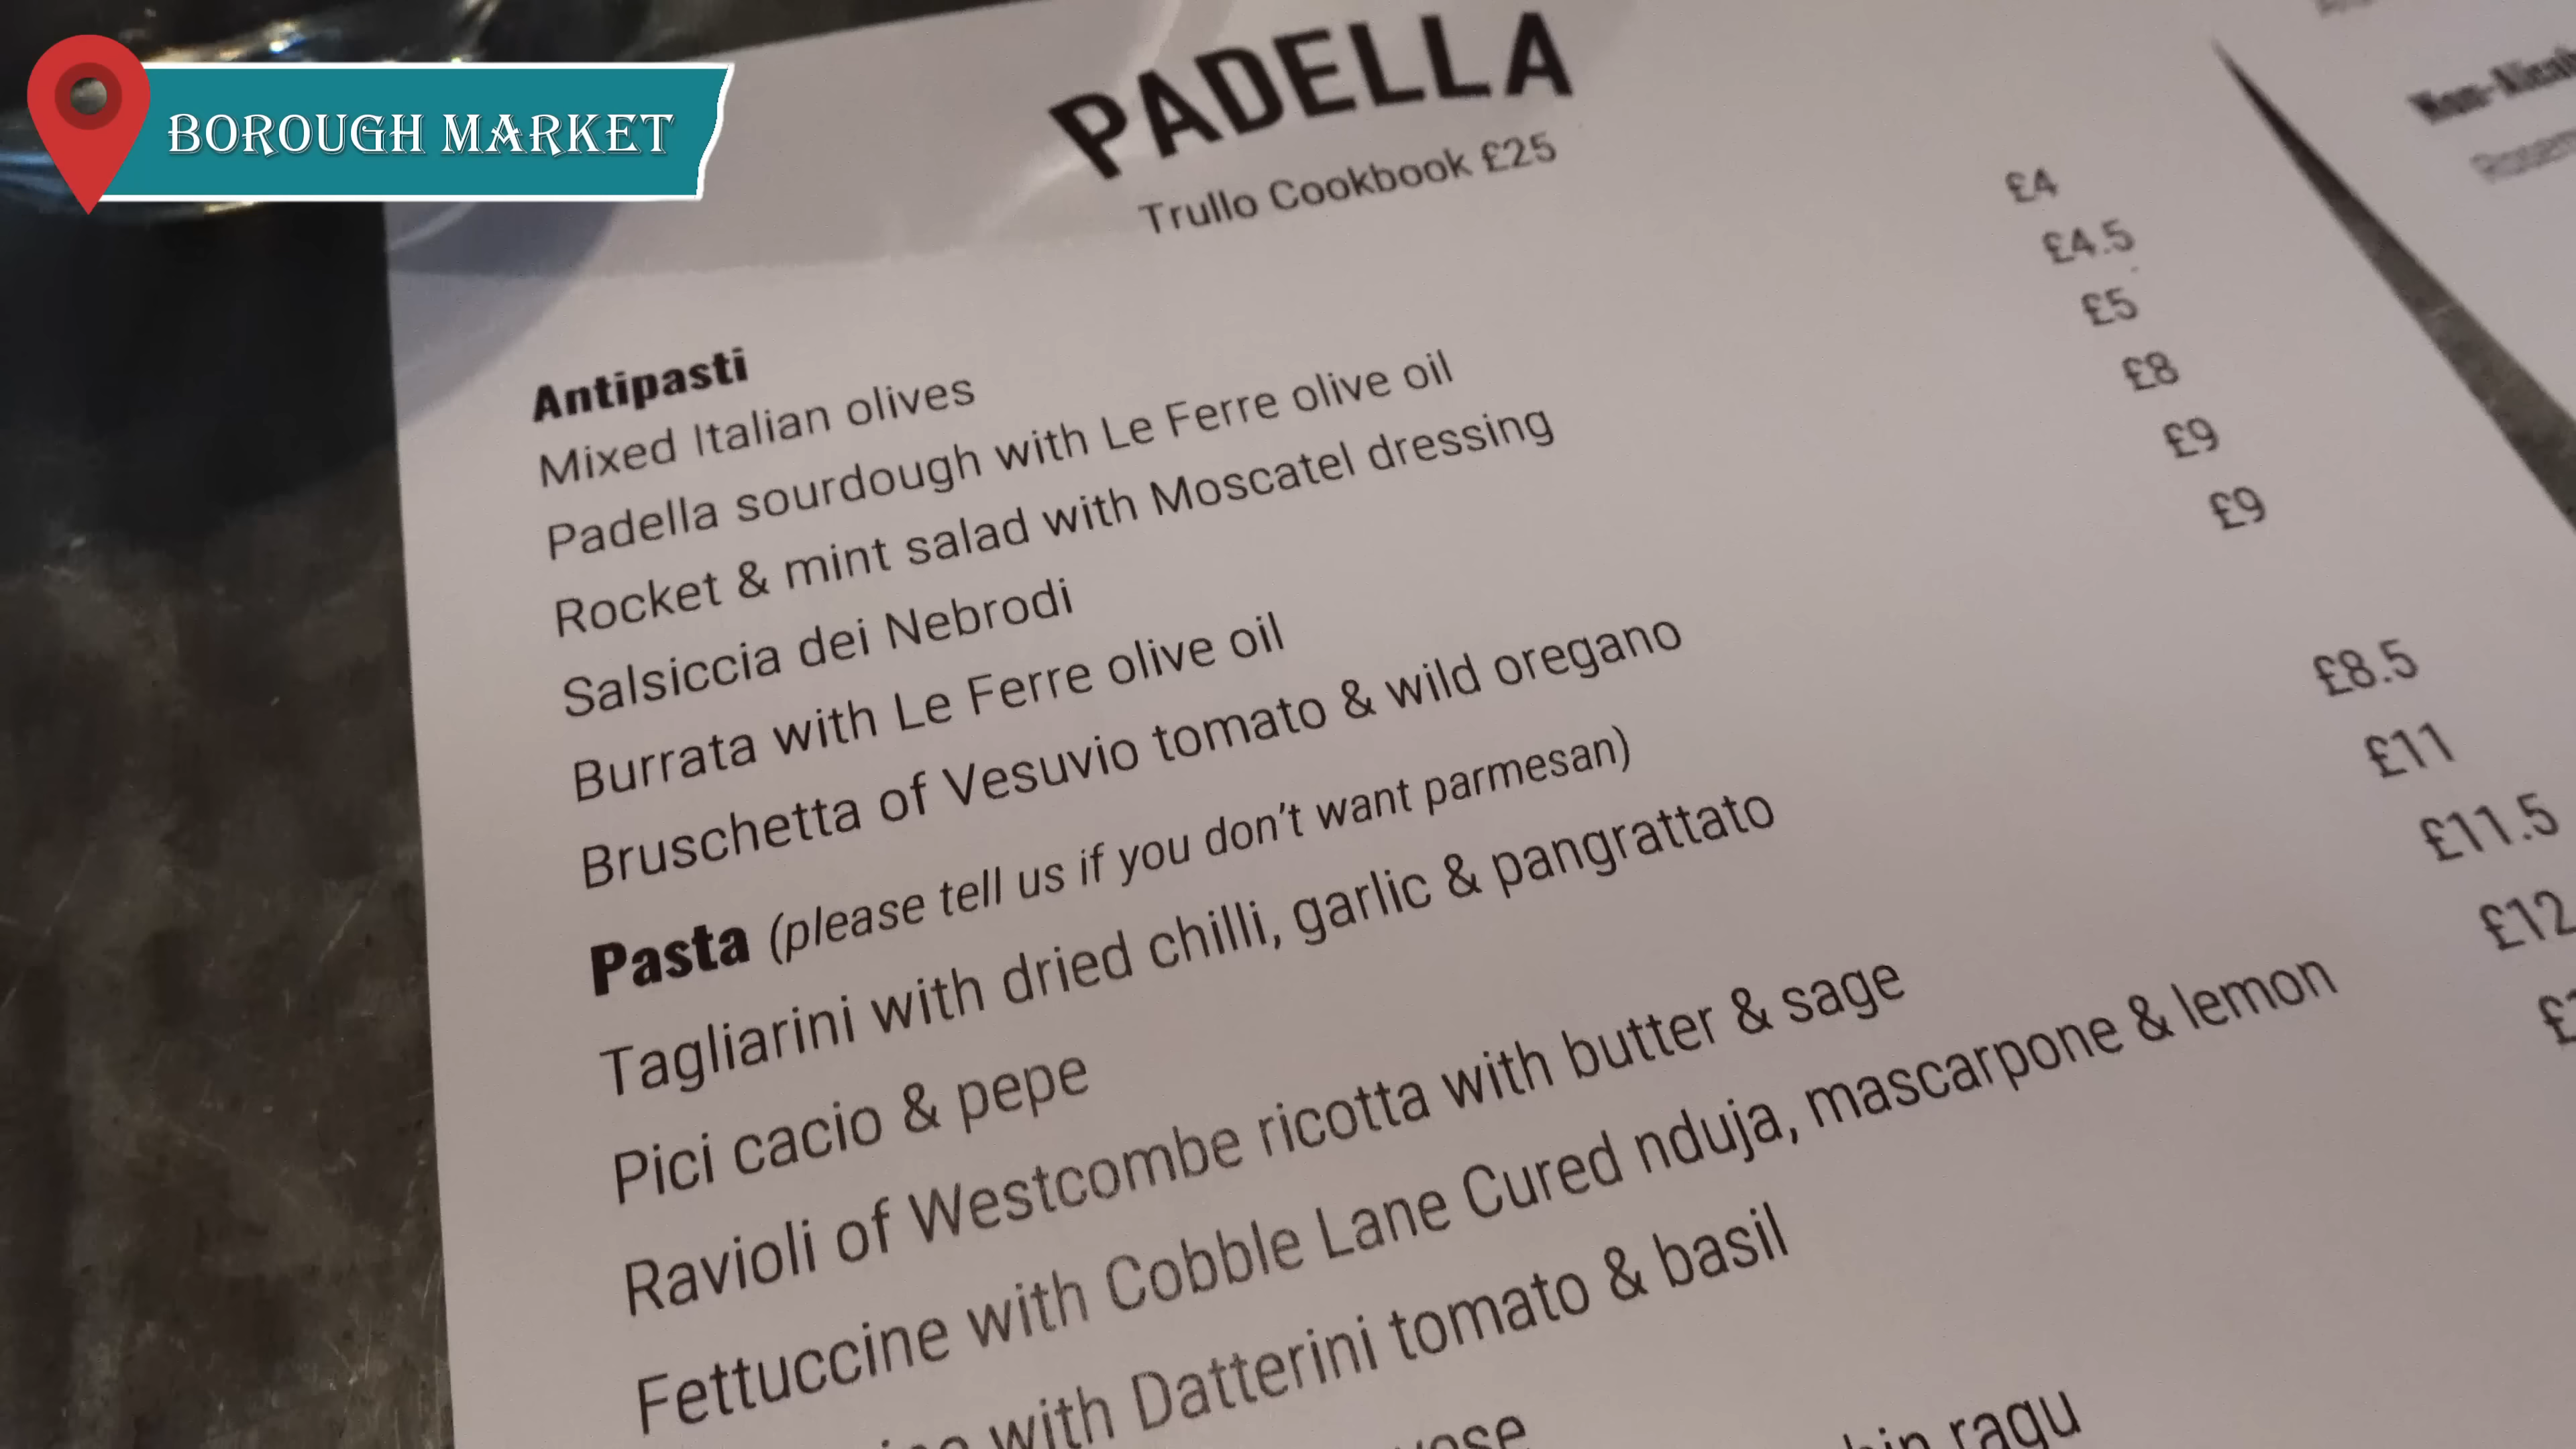 BOROUGH MARKET
PADELLA
Trullo Cookbook £25
Antipasti
Mixed Italian olives £4
Padella sourdough with Le Ferre olive oil £4.5
Rocket & mint salad with Moscatel dressing £5
Salsiccia dei Nebrodi £8
Burrata with Le Ferre olive oil £9
Bruschetta of Vesuvio tomato & wild oregano £9
Pasta (please tell us if you don't want parmesan)
Tagliarini with dried chilli, garlic & pangrattato £8.5
Pici cacio & pepe £11
Ravioli of Westcombe ricotta with butter & sage £11.5
Fettuccine with Cobble Lane Cured nduja, mascarpone & lemon £12
with Datterini tomato & basil
ragu